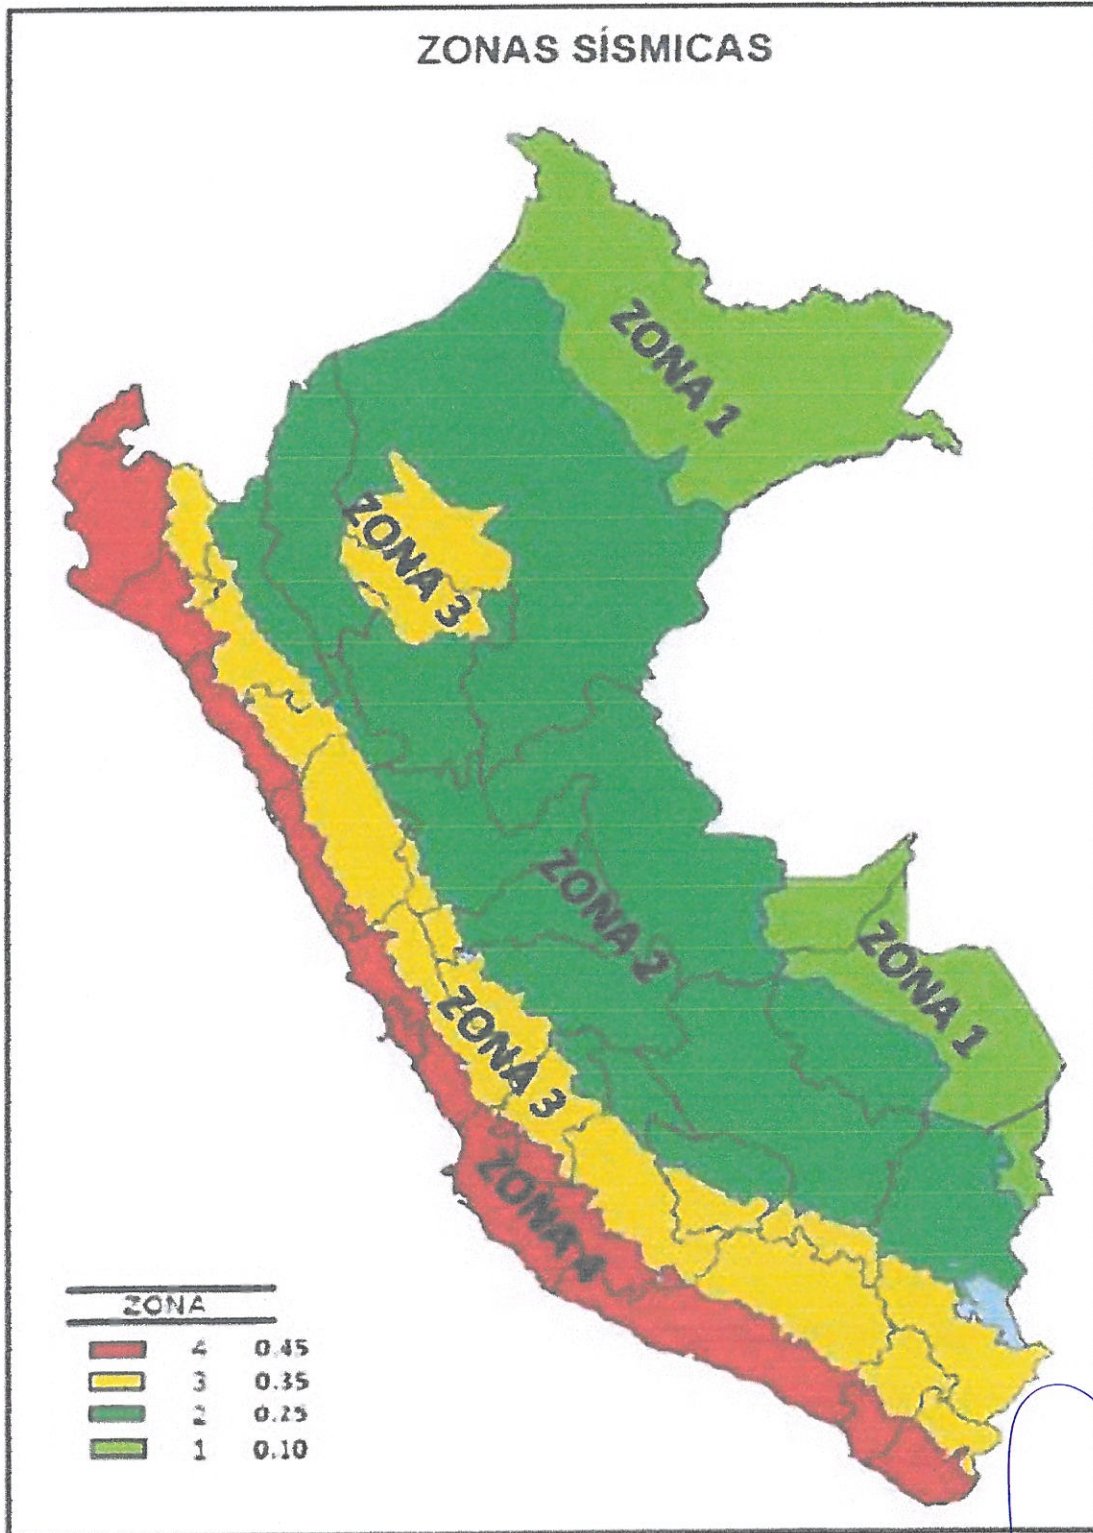 ZONAS SÍSMICAS
ZONA 1
ZONA 3
ZONA 2
ZONA 1
ZONA 3
ZONA 4
ZONA
4 0.45
3 0.35
2 0.25
1 0.10